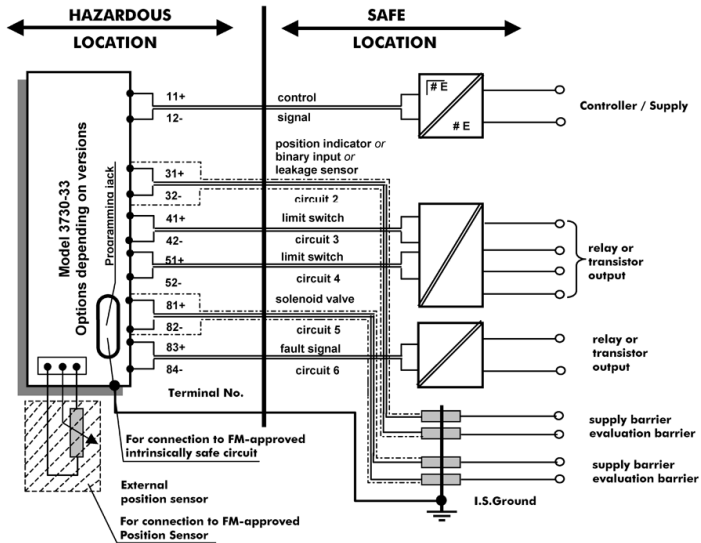 HAZARDOUS
LOCATION
SAFE
LOCATION
11+
control
12-
signal
# E
# E
Controller / Supply
position indicator or
binary input or
leakage sensor
31+
32-
circuit 2
41+
limit switch
42-
circuit 3
51+
limit switch
52-
circuit 4
81+
solenoid valve
82-
circuit 5
83+
fault signal
84-
circuit 6
Terminal No.
Model 3730-33
Options depending on versions
Programming jack
relay or
transistor
output
relay or
transistor
output
supply barrier
evaluation barrier
supply barrier
evaluation barrier
I.S.Ground
For connection to FM-approved
intrinsically safe circuit
External
position sensor
For connection to FM-approved
Position Sensor